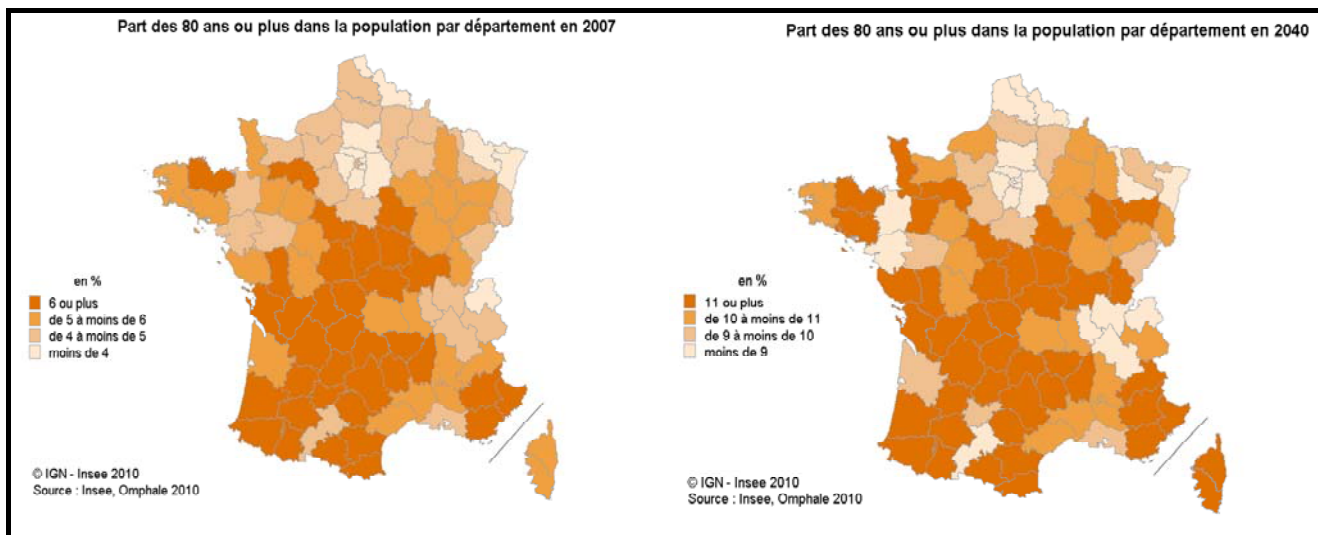 Part des 80 ans ou plus dans la population par département en 2007
en %
6 ou plus
de 5 à moins de 6
de 4 à moins de 5
moins de 4
© IGN - Insee 2010
Source : Insee, Omphale 2010
Part des 80 ans ou plus dans la population par département en 2040
en %
11 ou plus
de 10 à moins de 11
de 9 à moins de 10
moins de 9
© IGN - Insee 2010
Source : Insee, Omphale 2010